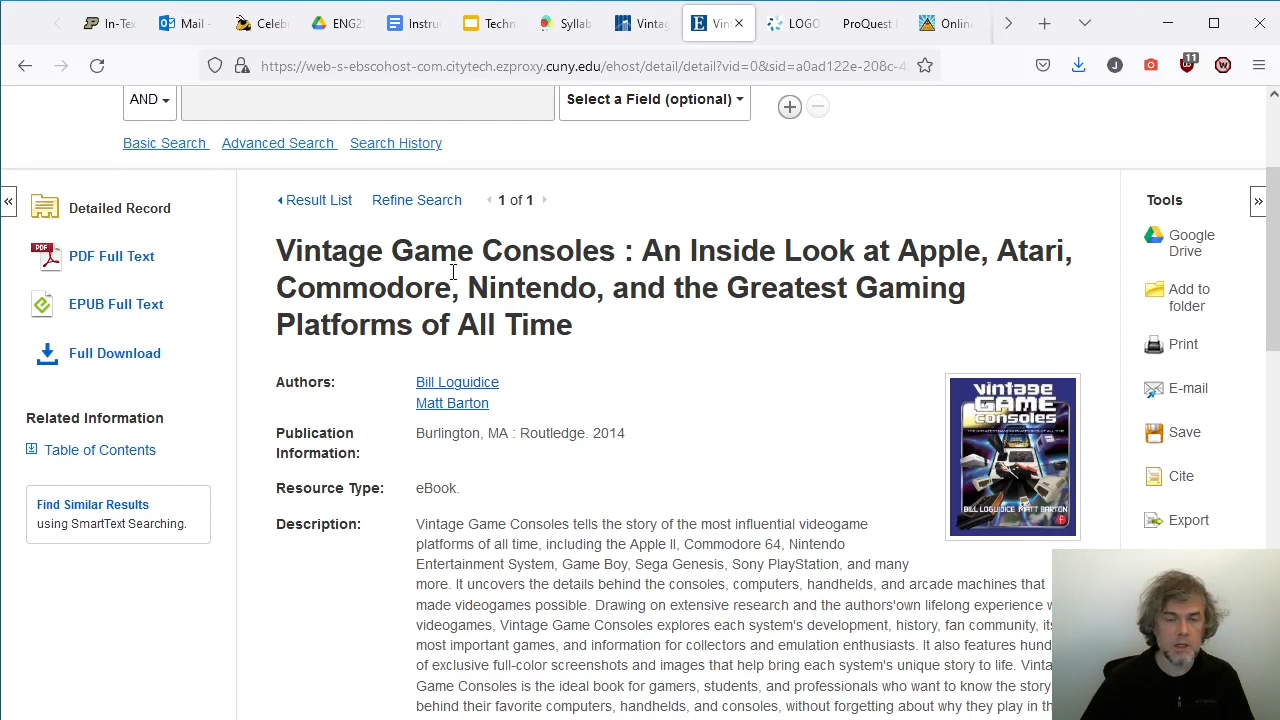 In-Tex
Mail -
Celeb
ENG2
Instruc
Techn
Syllab
Vintag
Vin
LOGO
ProQuest
Onlin
https://web-s-ebscohost-com.citytech.ezproxy.cuny.edu/ehost/detail/detail?vid=0&sid=a0ad122e-208c-4
11
AND
Select a Field (optional)
Basic Search
Advanced Search
Search History
Detailed Record
PDF Full Text
EPUB Full Text
Full Download
Related Information
Table of Contents
Find Similar Results
using SmartText Searching.
Result List
Refine Search
1 of 1
Vintage Game Consoles : An Inside Look at Apple, Atari,
Commodore, Nintendo, and the Greatest Gaming
Platforms of All Time
Authors:
Bill Loguidice
Matt Barton
Publication
Information:
Burlington, MA : Routledge. 2014
Resource Type:
eBook.
Description:
Vintage Game Consoles tells the story of the most influential videogame
platforms of all time, including the Apple II, Commodore 64, Nintendo
Entertainment System, Game Boy, Sega Genesis, Sony PlayStation, and many
more. It uncovers the details behind the consoles, computers, handhelds, and arcade machines that
made videogames possible. Drawing on extensive research and the authors'own lifelong experience w
videogames, Vintage Game Consoles explores each system's development, history, fan community, its
most important games, and information for collectors and emulation enthusiasts. It also features hund
of exclusive full-color screenshots and images that help bring each system's unique story to life. Vinta
Game Consoles is the ideal book for gamers, students, and professionals who want to know the story
behind their favorite computers, handhelds, and consoles, without forgetting about why they play in th
vintage
GAME
consoles
BILL LOGUIDICE MATT BARTON
Tools
Google
Drive
Add to
folder
Print
E-mail
Save
Cite
Export